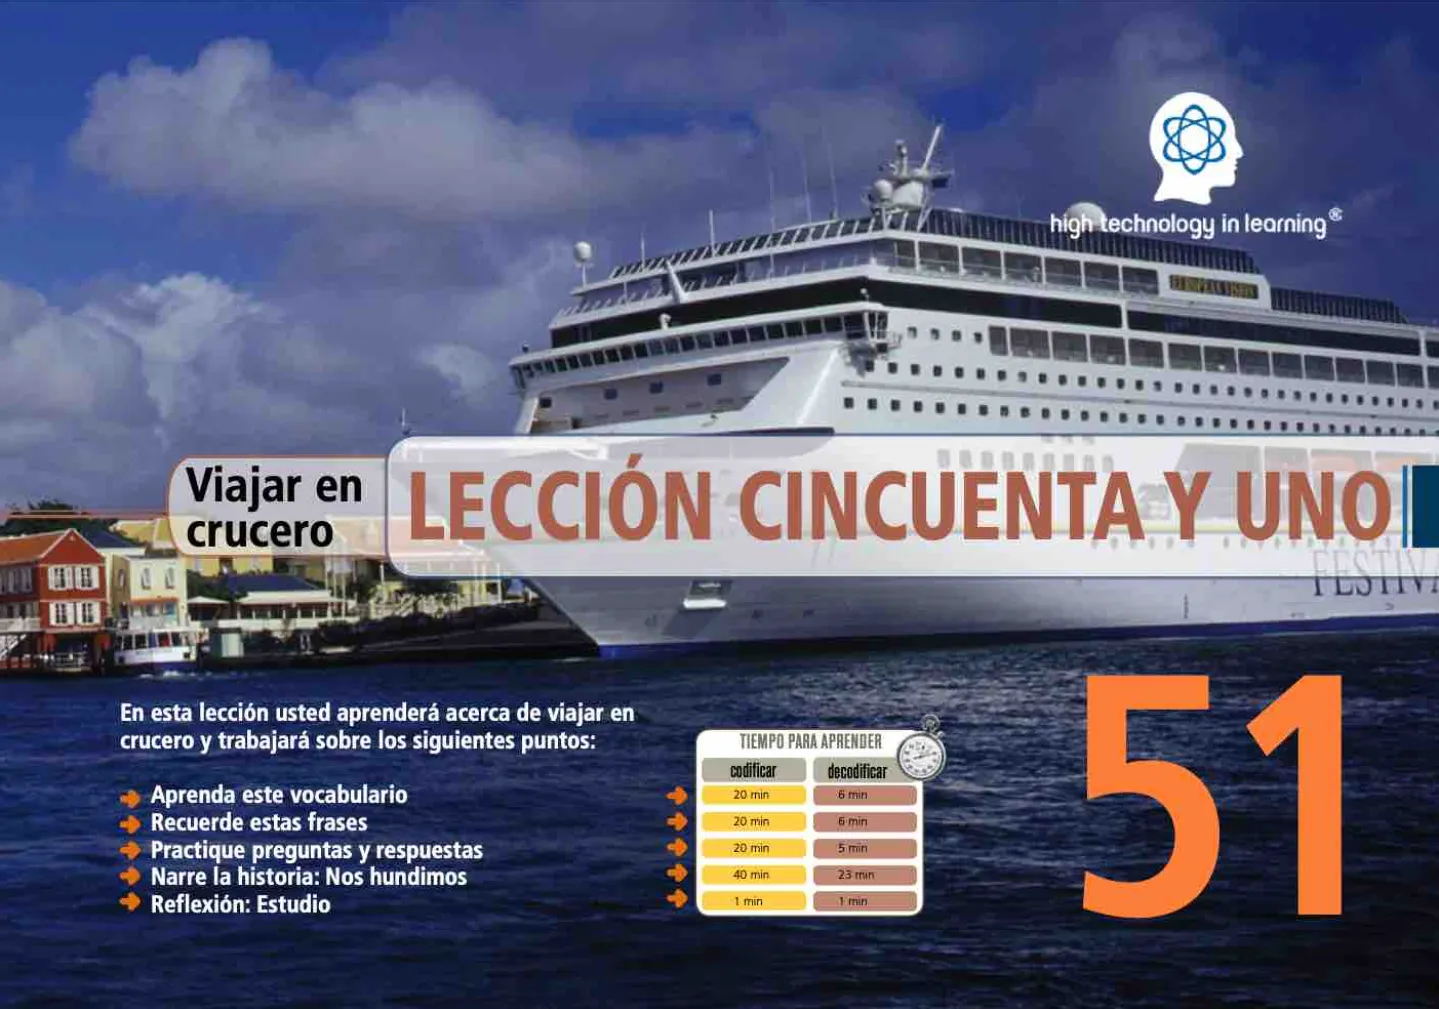 high technology in learning®
EUROPEAN VISION
Viajar en
crucero
LECCIÓN CINCUENTA Y UNO
FESTIVA
En esta lección usted aprenderá acerca de viajar en
crucero y trabajará sobre los siguientes puntos:
Aprenda este vocabulario
Recuerde estas frases
Practique preguntas y respuestas
Narre la historia: Nos hundimos
Reflexión: Estudio
TIEMPO PARA APRENDER
codificar decodificar
20 min 6 min
20 min 6 min
20 min 5 min
40 min 23 min
1 min 1 min
51